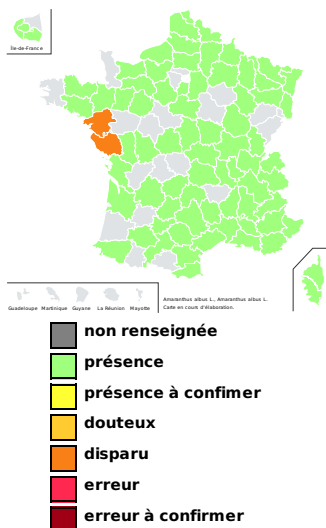 Île-de-France
Guadeloupe Martinique Guyane La Réunion Mayotte
Amaranthus albus L., Amaranthus albus L.
Carte en cours d'élaboration.
non renseignée
présence
présence à confimer
douteux
disparu
erreur
erreur à confirmer